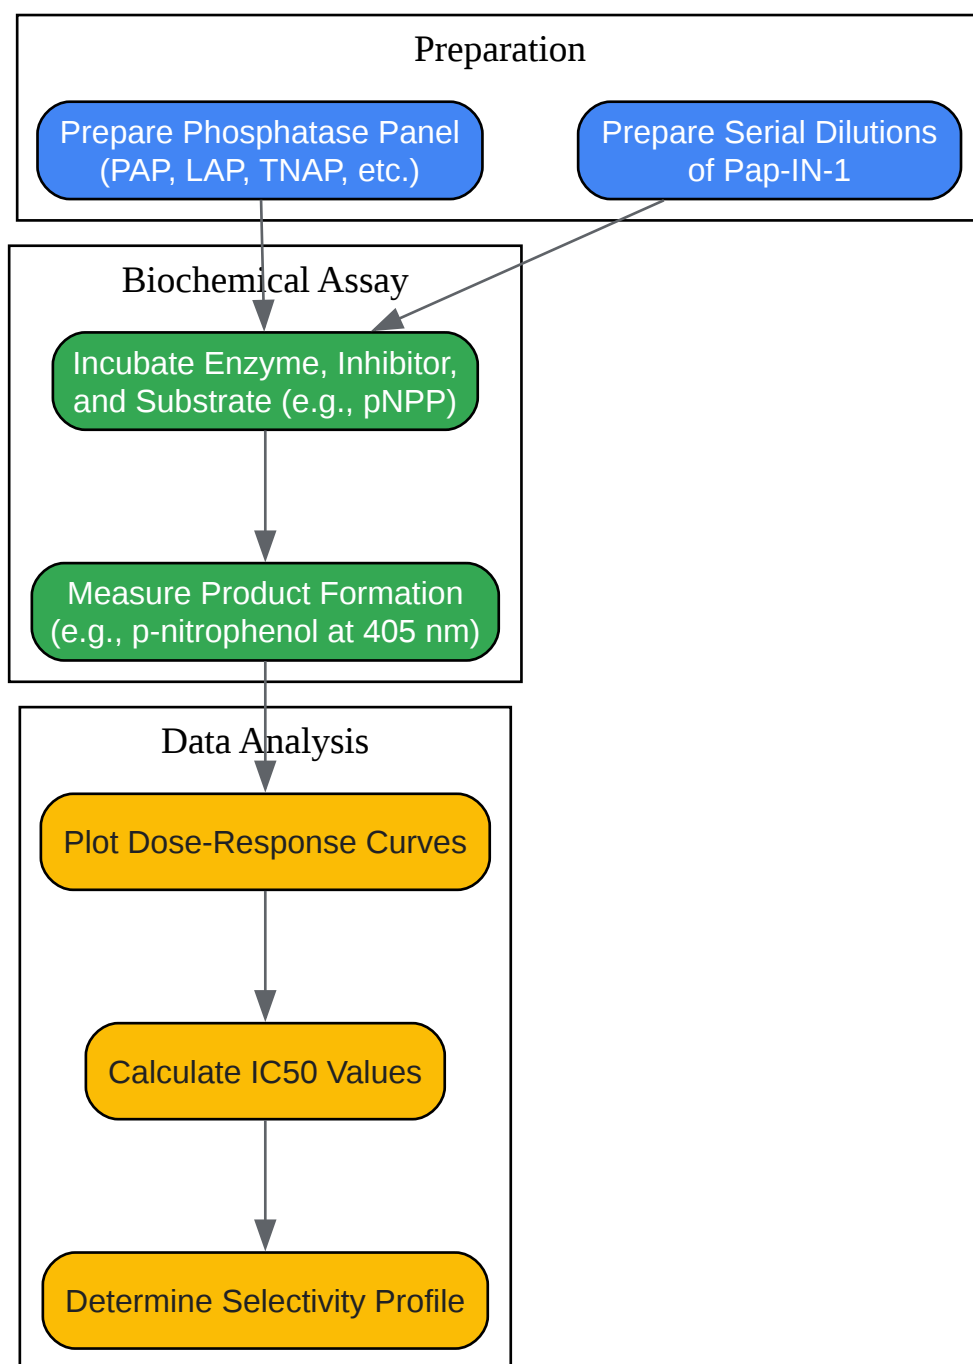 Preparation
Prepare Phosphatase Panel
(PAP, LAP, TNAP, etc.)
Prepare Serial Dilutions
of Pap-IN-1
Biochemical Assay
Incubate Enzyme, Inhibitor,
and Substrate (e.g., pNPP)
Measure Product Formation
(e.g., p-nitrophenol at 405 nm)
Data Analysis
Plot Dose-Response Curves
Calculate IC50 Values
Determine Selectivity Profile